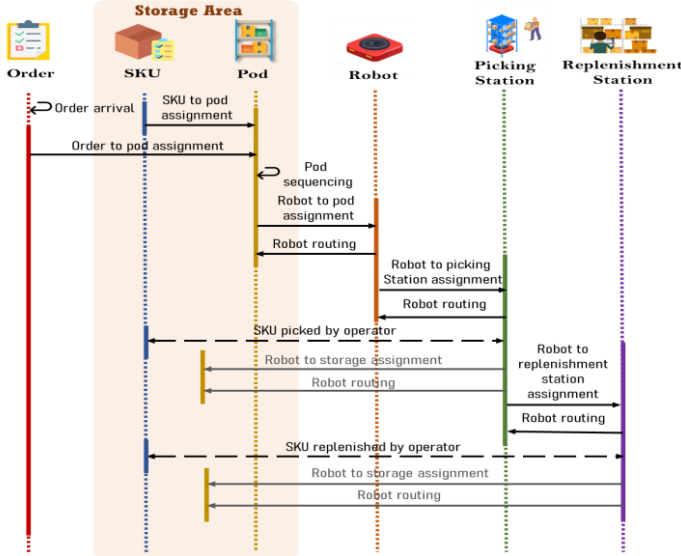 Storage Area
Order
SKU
Pod
Robot
Picking
Station
Replenishment
Station
Order arrival
SKU to pod
assignment
Order to pod assignment
Pod
sequencing
Robot to pod
assignment
Robot routing
Robot to picking
Station assignment
Robot routing
SKU picked by operator
Robot to storage assignment
Robot routing
Robot to
replenishment
station
assignment
Robot routing
SKU replenished by operator
Robot to storage assignment
Robot routing